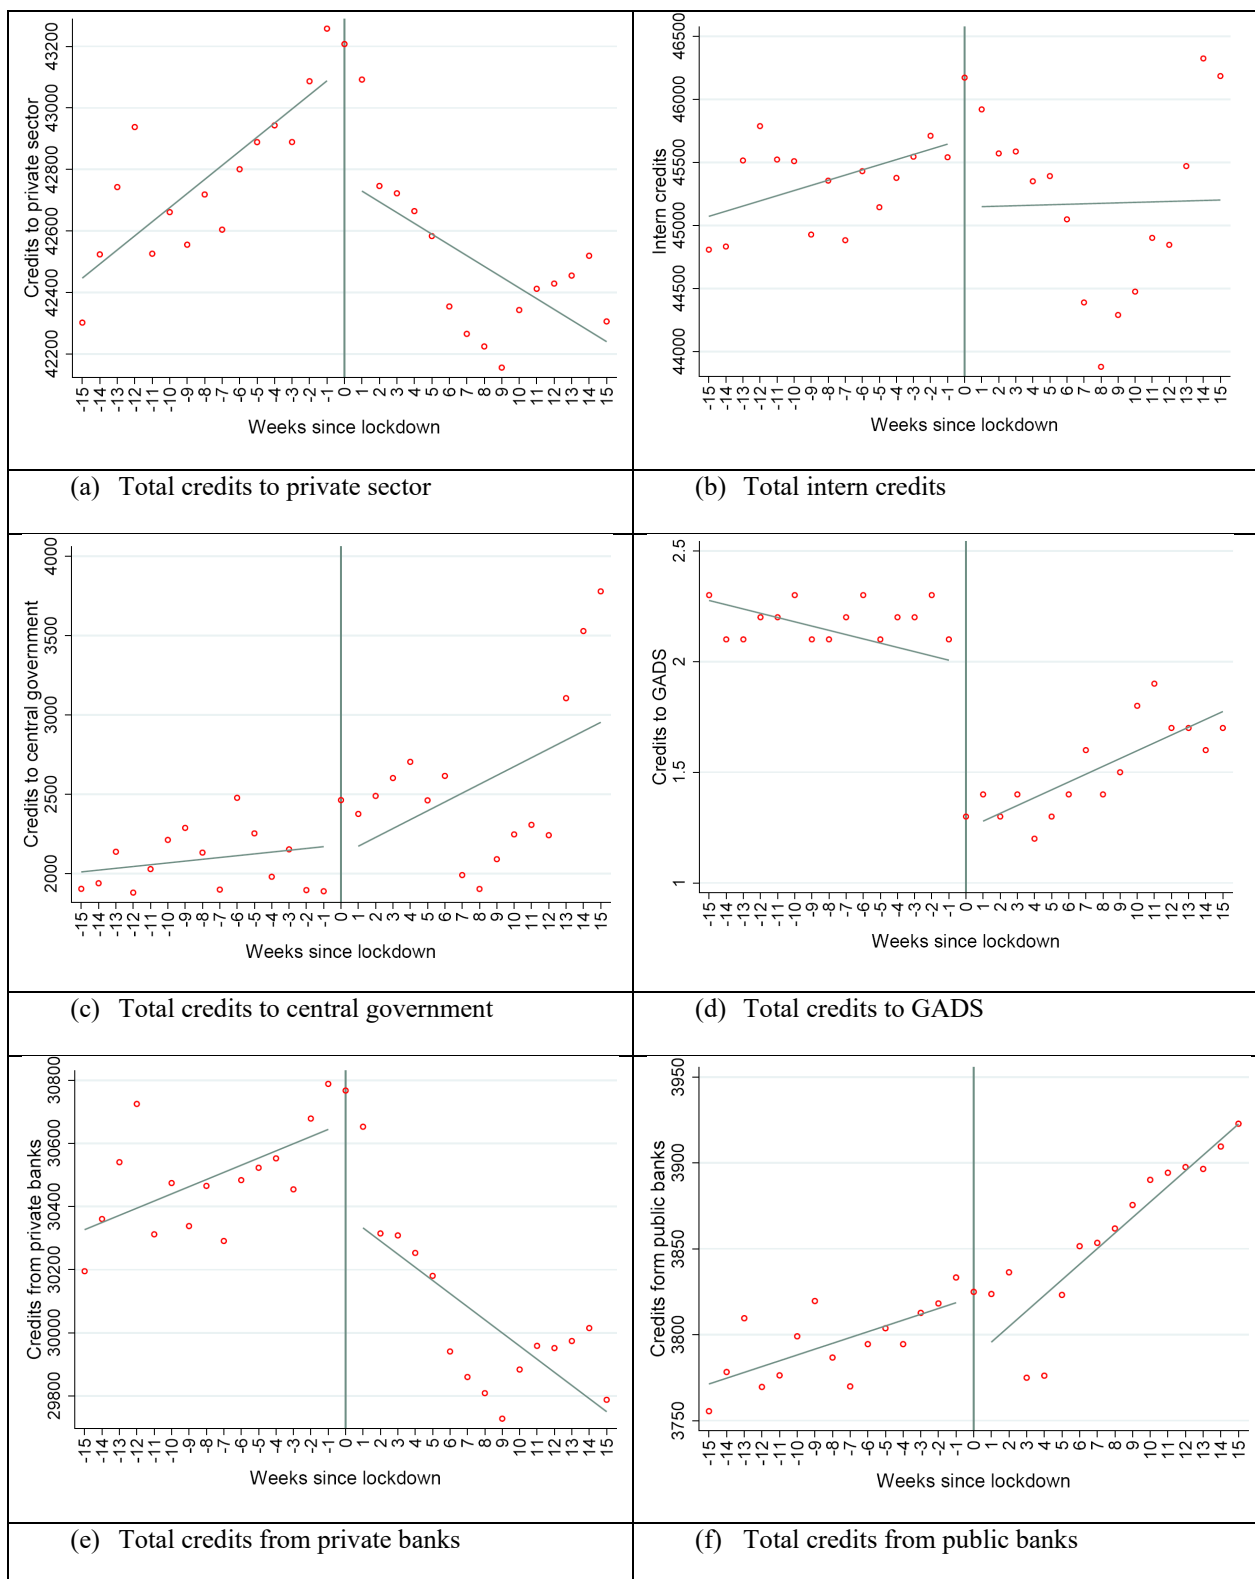 Credits to private sector
42200 42400 42600 42800 43000 43200
-15 -14 -13 -12 -11 -10 -9 -8 -7 -6 -5 -4 -3 -2 -1 0 1 2 3 4 5 6 7 8 9 10 11 12 13 14 15
Weeks since lockdown
(a) Total credits to private sector
Intern credits
44000 44500 45000 45500 46000 46500
-15 -14 -13 -12 -11 -10 -9 -8 -7 -6 -5 -4 -3 -2 -1 0 1 2 3 4 5 6 7 8 9 10 11 12 13 14 15
Weeks since lockdown
(b) Total intern credits
Credits to central government
2000 2500 3000 3500 4000
-15 -14 -13 -12 -11 -10 -9 -8 -7 -6 -5 -4 -3 -2 -1 0 1 2 3 4 5 6 7 8 9 10 11 12 13 14 15
Weeks since lockdown
(c) Total credits to central government
Credits to GADS
1 1.5 2 2.5
-15 -14 -13 -12 -11 -10 -9 -8 -7 -6 -5 -4 -3 -2 -1 0 1 2 3 4 5 6 7 8 9 10 11 12 13 14 15
Weeks since lockdown
(d) Total credits to GADS
Credits from private banks
29800 30000 30200 30400 30600 30800
-15 -14 -13 -12 -11 -10 -9 -8 -7 -6 -5 -4 -3 -2 -1 0 1 2 3 4 5 6 7 8 9 10 11 12 13 14 15
Weeks since lockdown
(e) Total credits from private banks
Credits form public banks
3750 3800 3850 3900 3950
-15 -14 -13 -12 -11 -10 -9 -8 -7 -6 -5 -4 -3 -2 -1 0 1 2 3 4 5 6 7 8 9 10 11 12 13 14 15
Weeks since lockdown
(f) Total credits from public banks